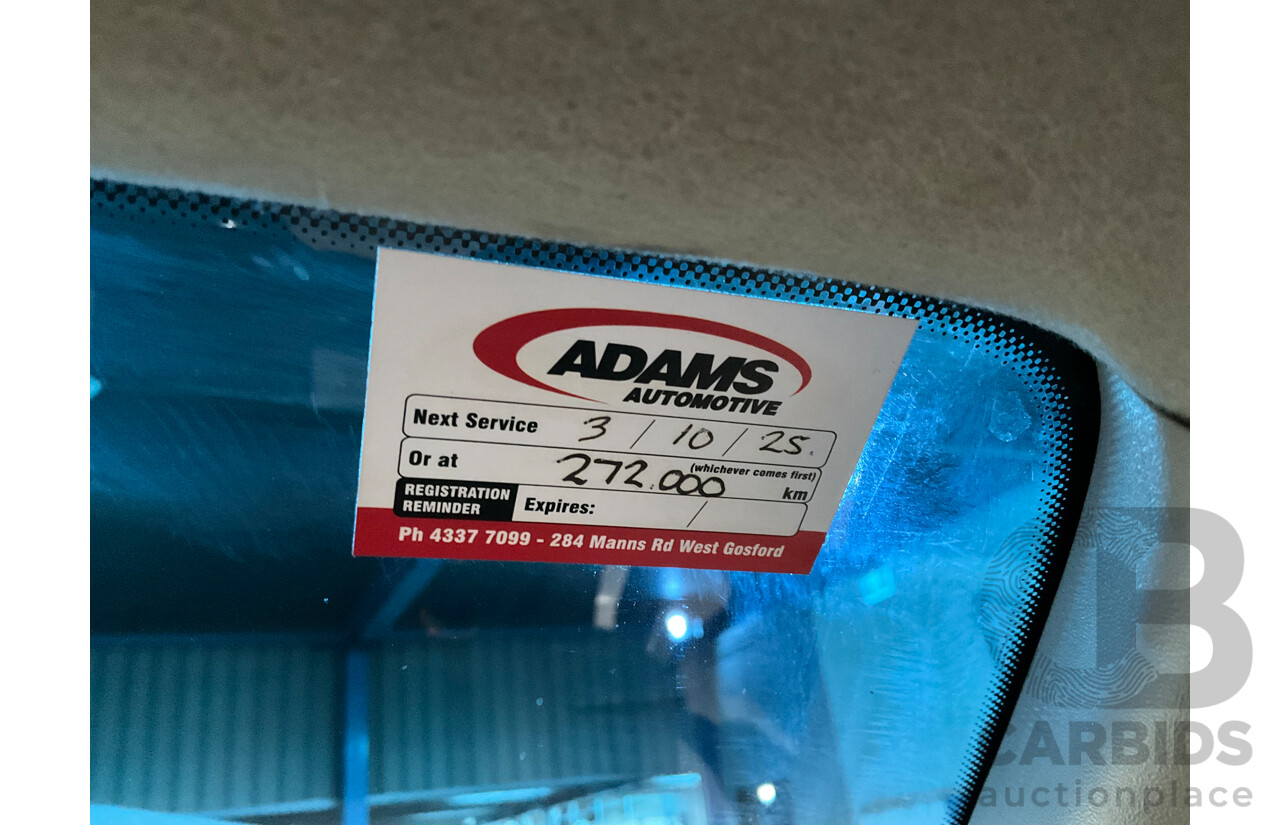 ADAMS
AUTOMOTIVE
Next Service 3 / 10 / 25.
Or at 272.000 (whichever comes first) km
REGISTRATION REMINDER Expires: /
Ph 4337 7099 - 284 Manns Rd West Gosford
CB
CARBIDS
auctionplace